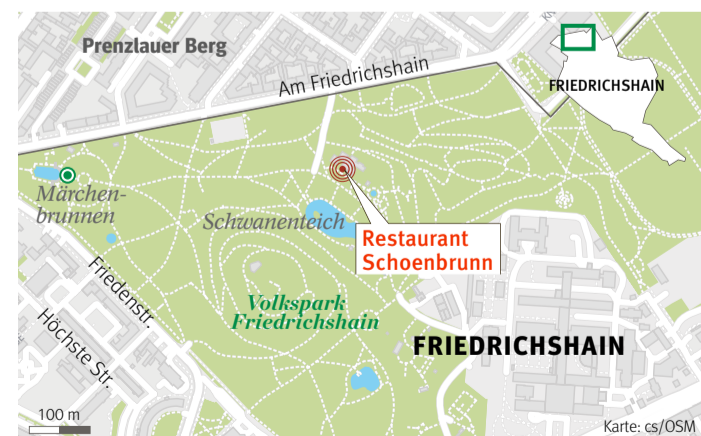 Prenzlauer Berg
Am Friedrichshain
FRIEDRICHSHAIN
Märchen-
brunnen
Schwanenteich
Restaurant
Schoenbrunn
Friedenstr.
Höchste Str.
Volkspark
Friedrichshain
FRIEDRICHSHAIN
100 m
Karte: cs/OSM